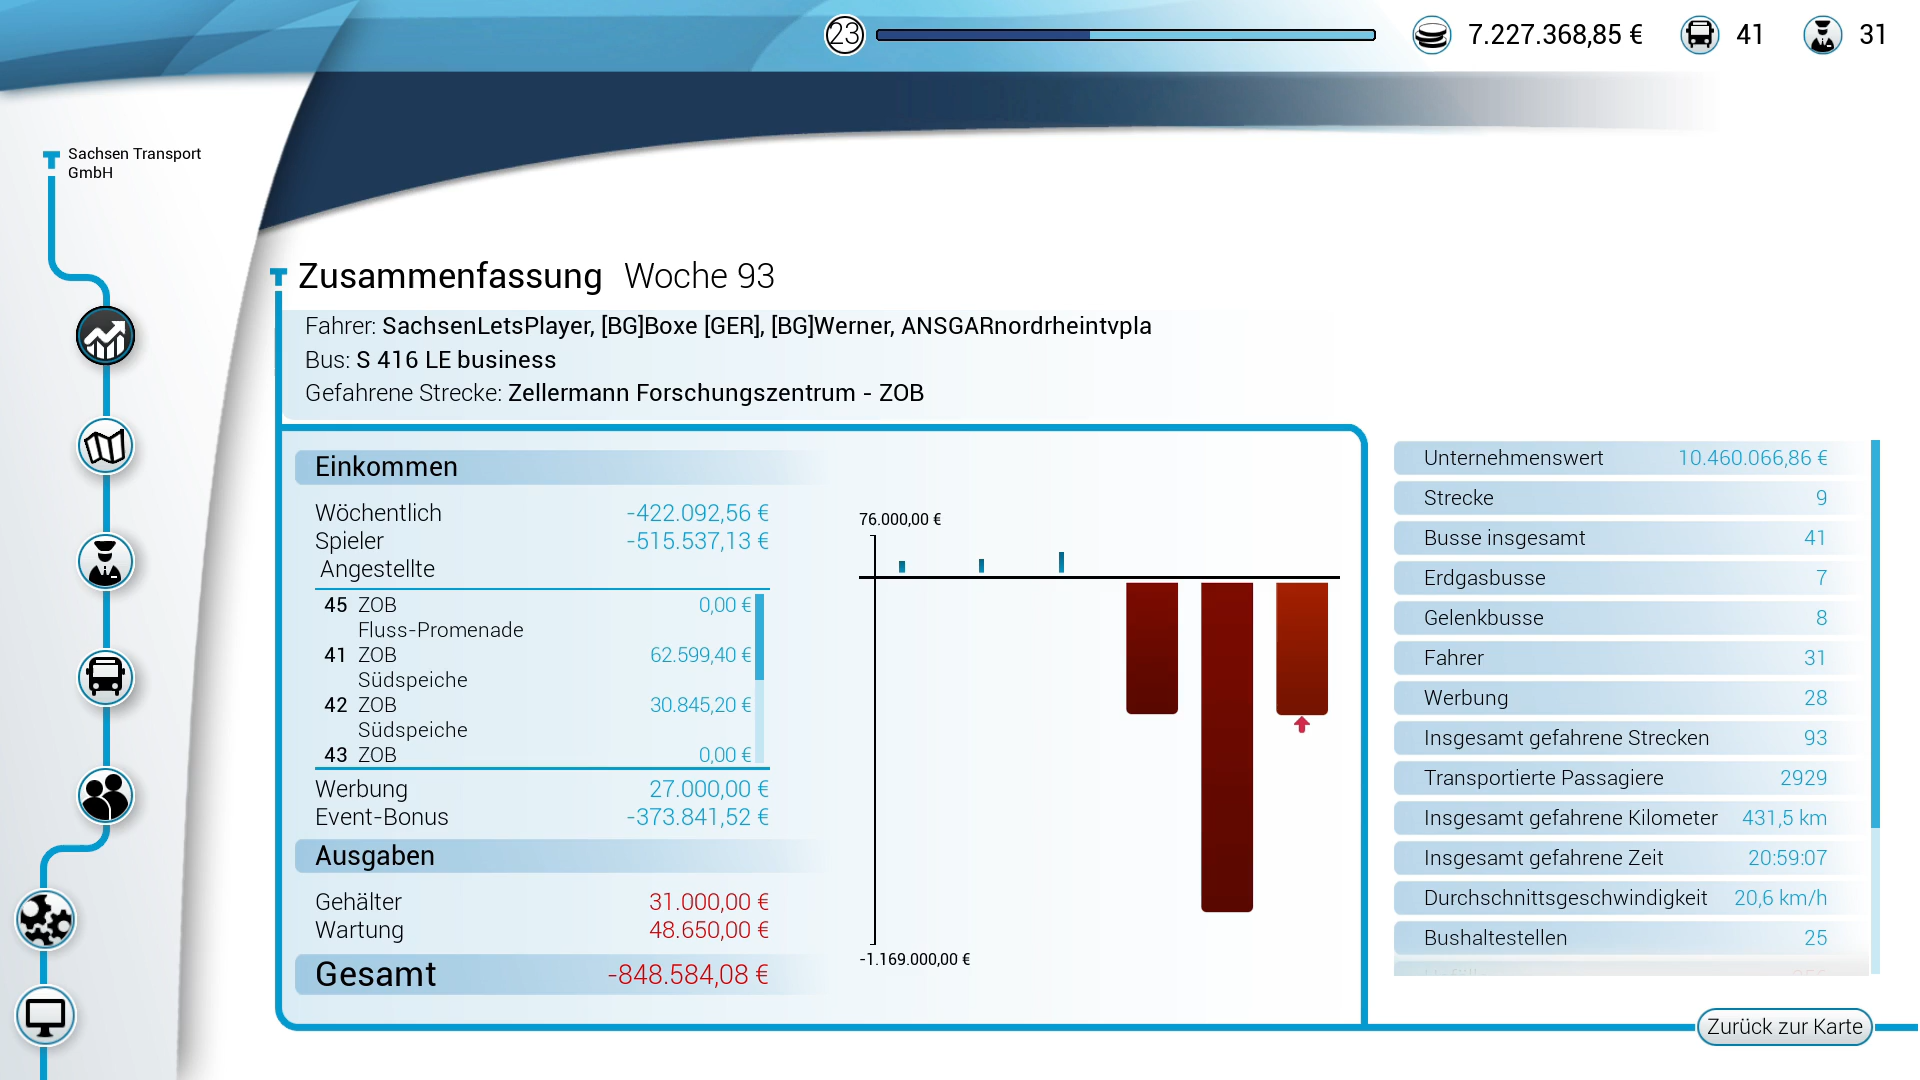 23 7.227.368,85 € 41 31
Sachsen Transport
GmbH
Zusammenfassung Woche 93
Fahrer: SachsenLetsPlayer, [BG]Boxe [GER], [BG]Werner, ANSGARnordrheintvpla
Bus: S 416 LE business
Gefahrene Strecke: Zellermann Forschungszentrum - ZOB
Einkommen
Wöchentlich -422.092,56 €
Spieler -515.537,13 €
Angestellte
45 ZOB 0,00 €
Fluss-Promenade
41 ZOB 62.599,40 €
Südspeiche
42 ZOB 30.845,20 €
Südspeiche
43 ZOB 0,00 €
Werbung 27.000,00 €
Event-Bonus -373.841,52 €
Ausgaben
Gehälter 31.000,00 €
Wartung 48.650,00 €
Gesamt -848.584,08 €
76.000,00 €
-1.169.000,00 €
Unternehmenswert 10.460.066,86 €
Strecke 9
Busse insgesamt 41
Erdgasbusse 7
Gelenkbusse 8
Fahrer 31
Werbung 28
Insgesamt gefahrene Strecken 93
Transportierte Passagiere 2929
Insgesamt gefahrene Kilometer 431,5 km
Insgesamt gefahrene Zeit 20:59:07
Durchschnittsgeschwindigkeit 20,6 km/h
Bushaltestellen 25
Zurück zur Karte